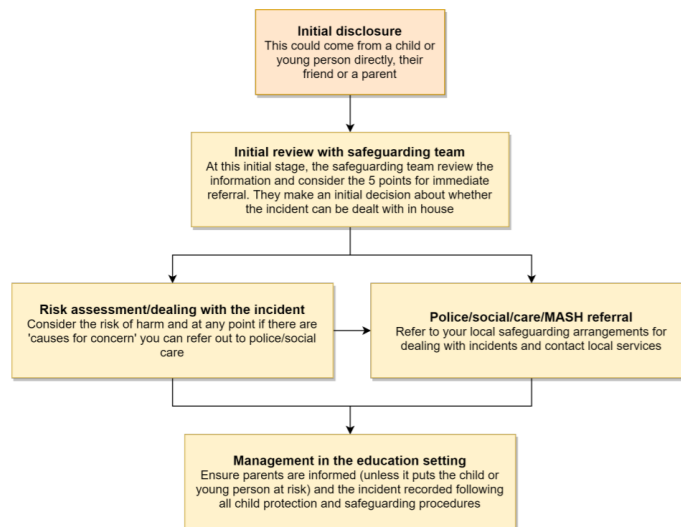 Initial disclosure
This could come from a child or
young person directly, their
friend or a parent
Initial review with safeguarding team
At this initial stage, the safeguarding team review the
information and consider the 5 points for immediate
referral. They make an initial decision about whether
the incident can be dealt with in house
Risk assessment/dealing with the incident
Consider the risk of harm and at any point if there are
'causes for concern' you can refer out to police/social
care
Police/social/care/MASH referral
Refer to your local safeguarding arrangements for
dealing with incidents and contact local services
Management in the education setting
Ensure parents are informed (unless it puts the child or
young person at risk) and the incident recorded following
all child protection and safeguarding procedures